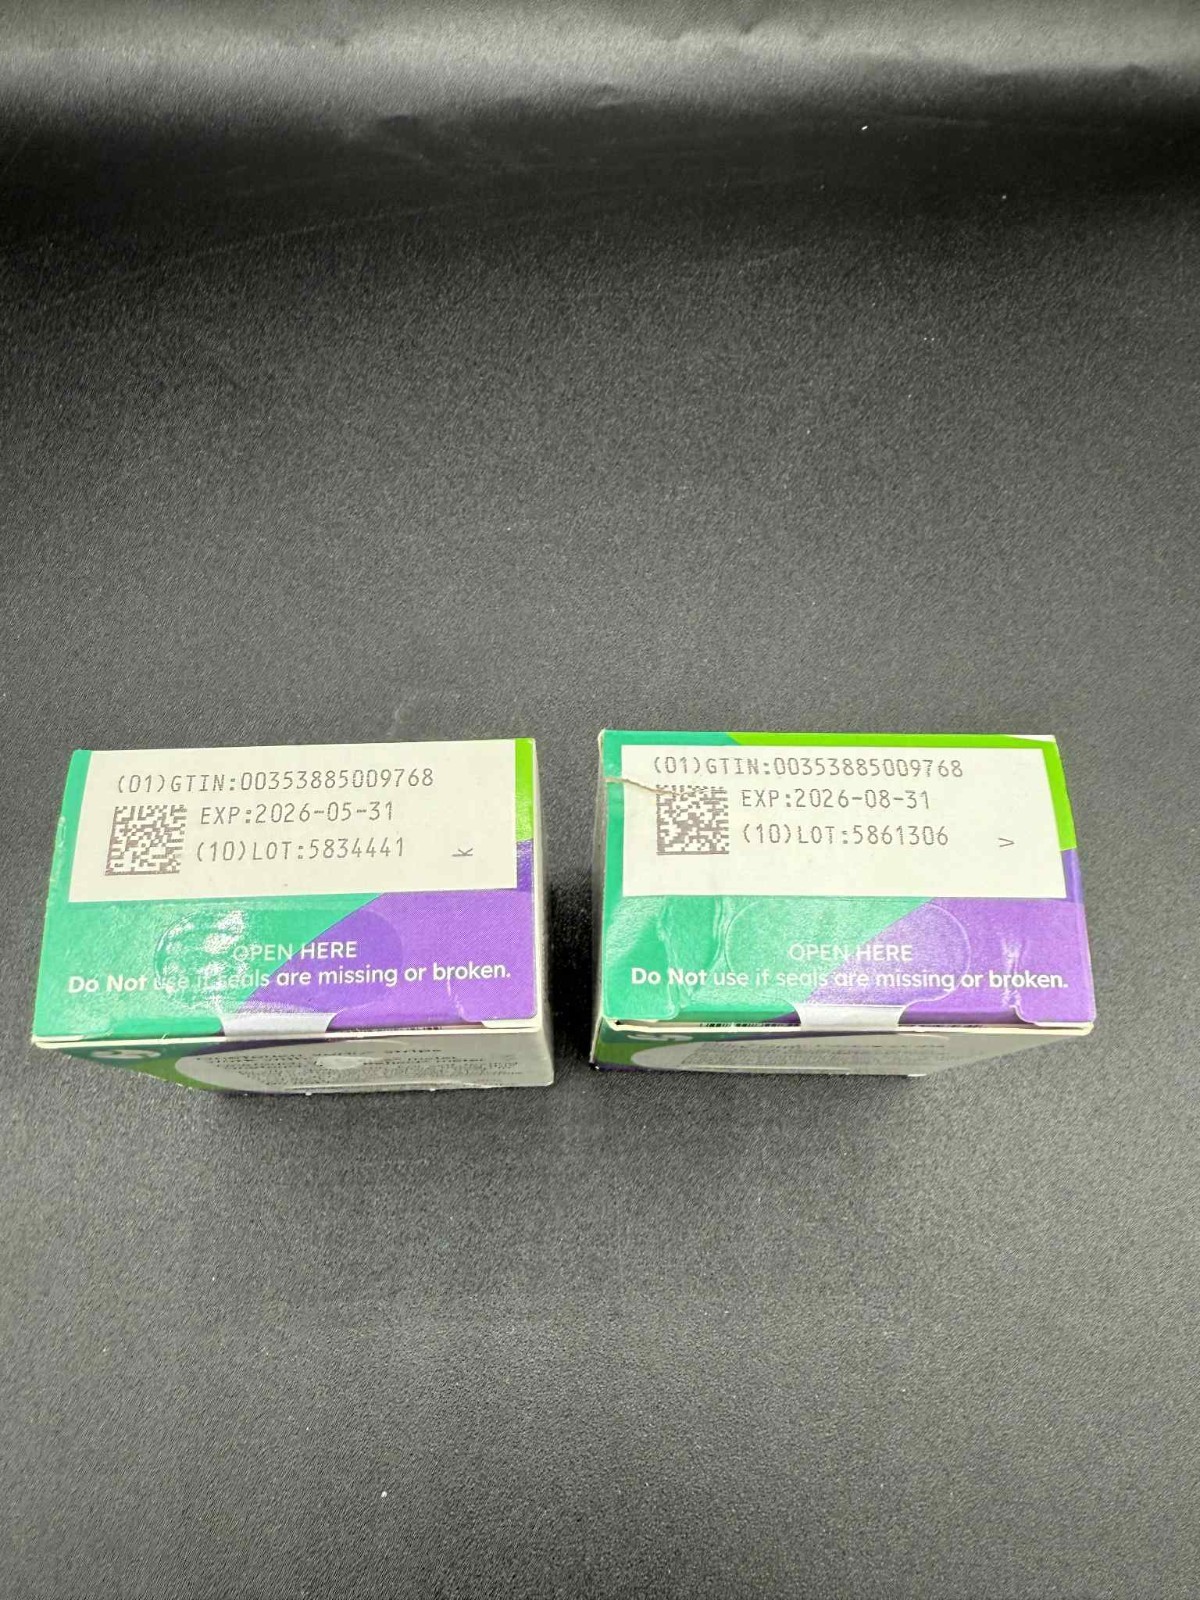 (01)GTIN:00353885009768
EXP:2026-05-31
(10)LOT:5834441
k
OPEN HERE
Do Not use if seals are missing or broken.
strips
(01)GTIN:00353885009768
EXP:2026-08-31
(10)LOT:5861306
v
OPEN HERE
Do Not use if seals are missing or broken.